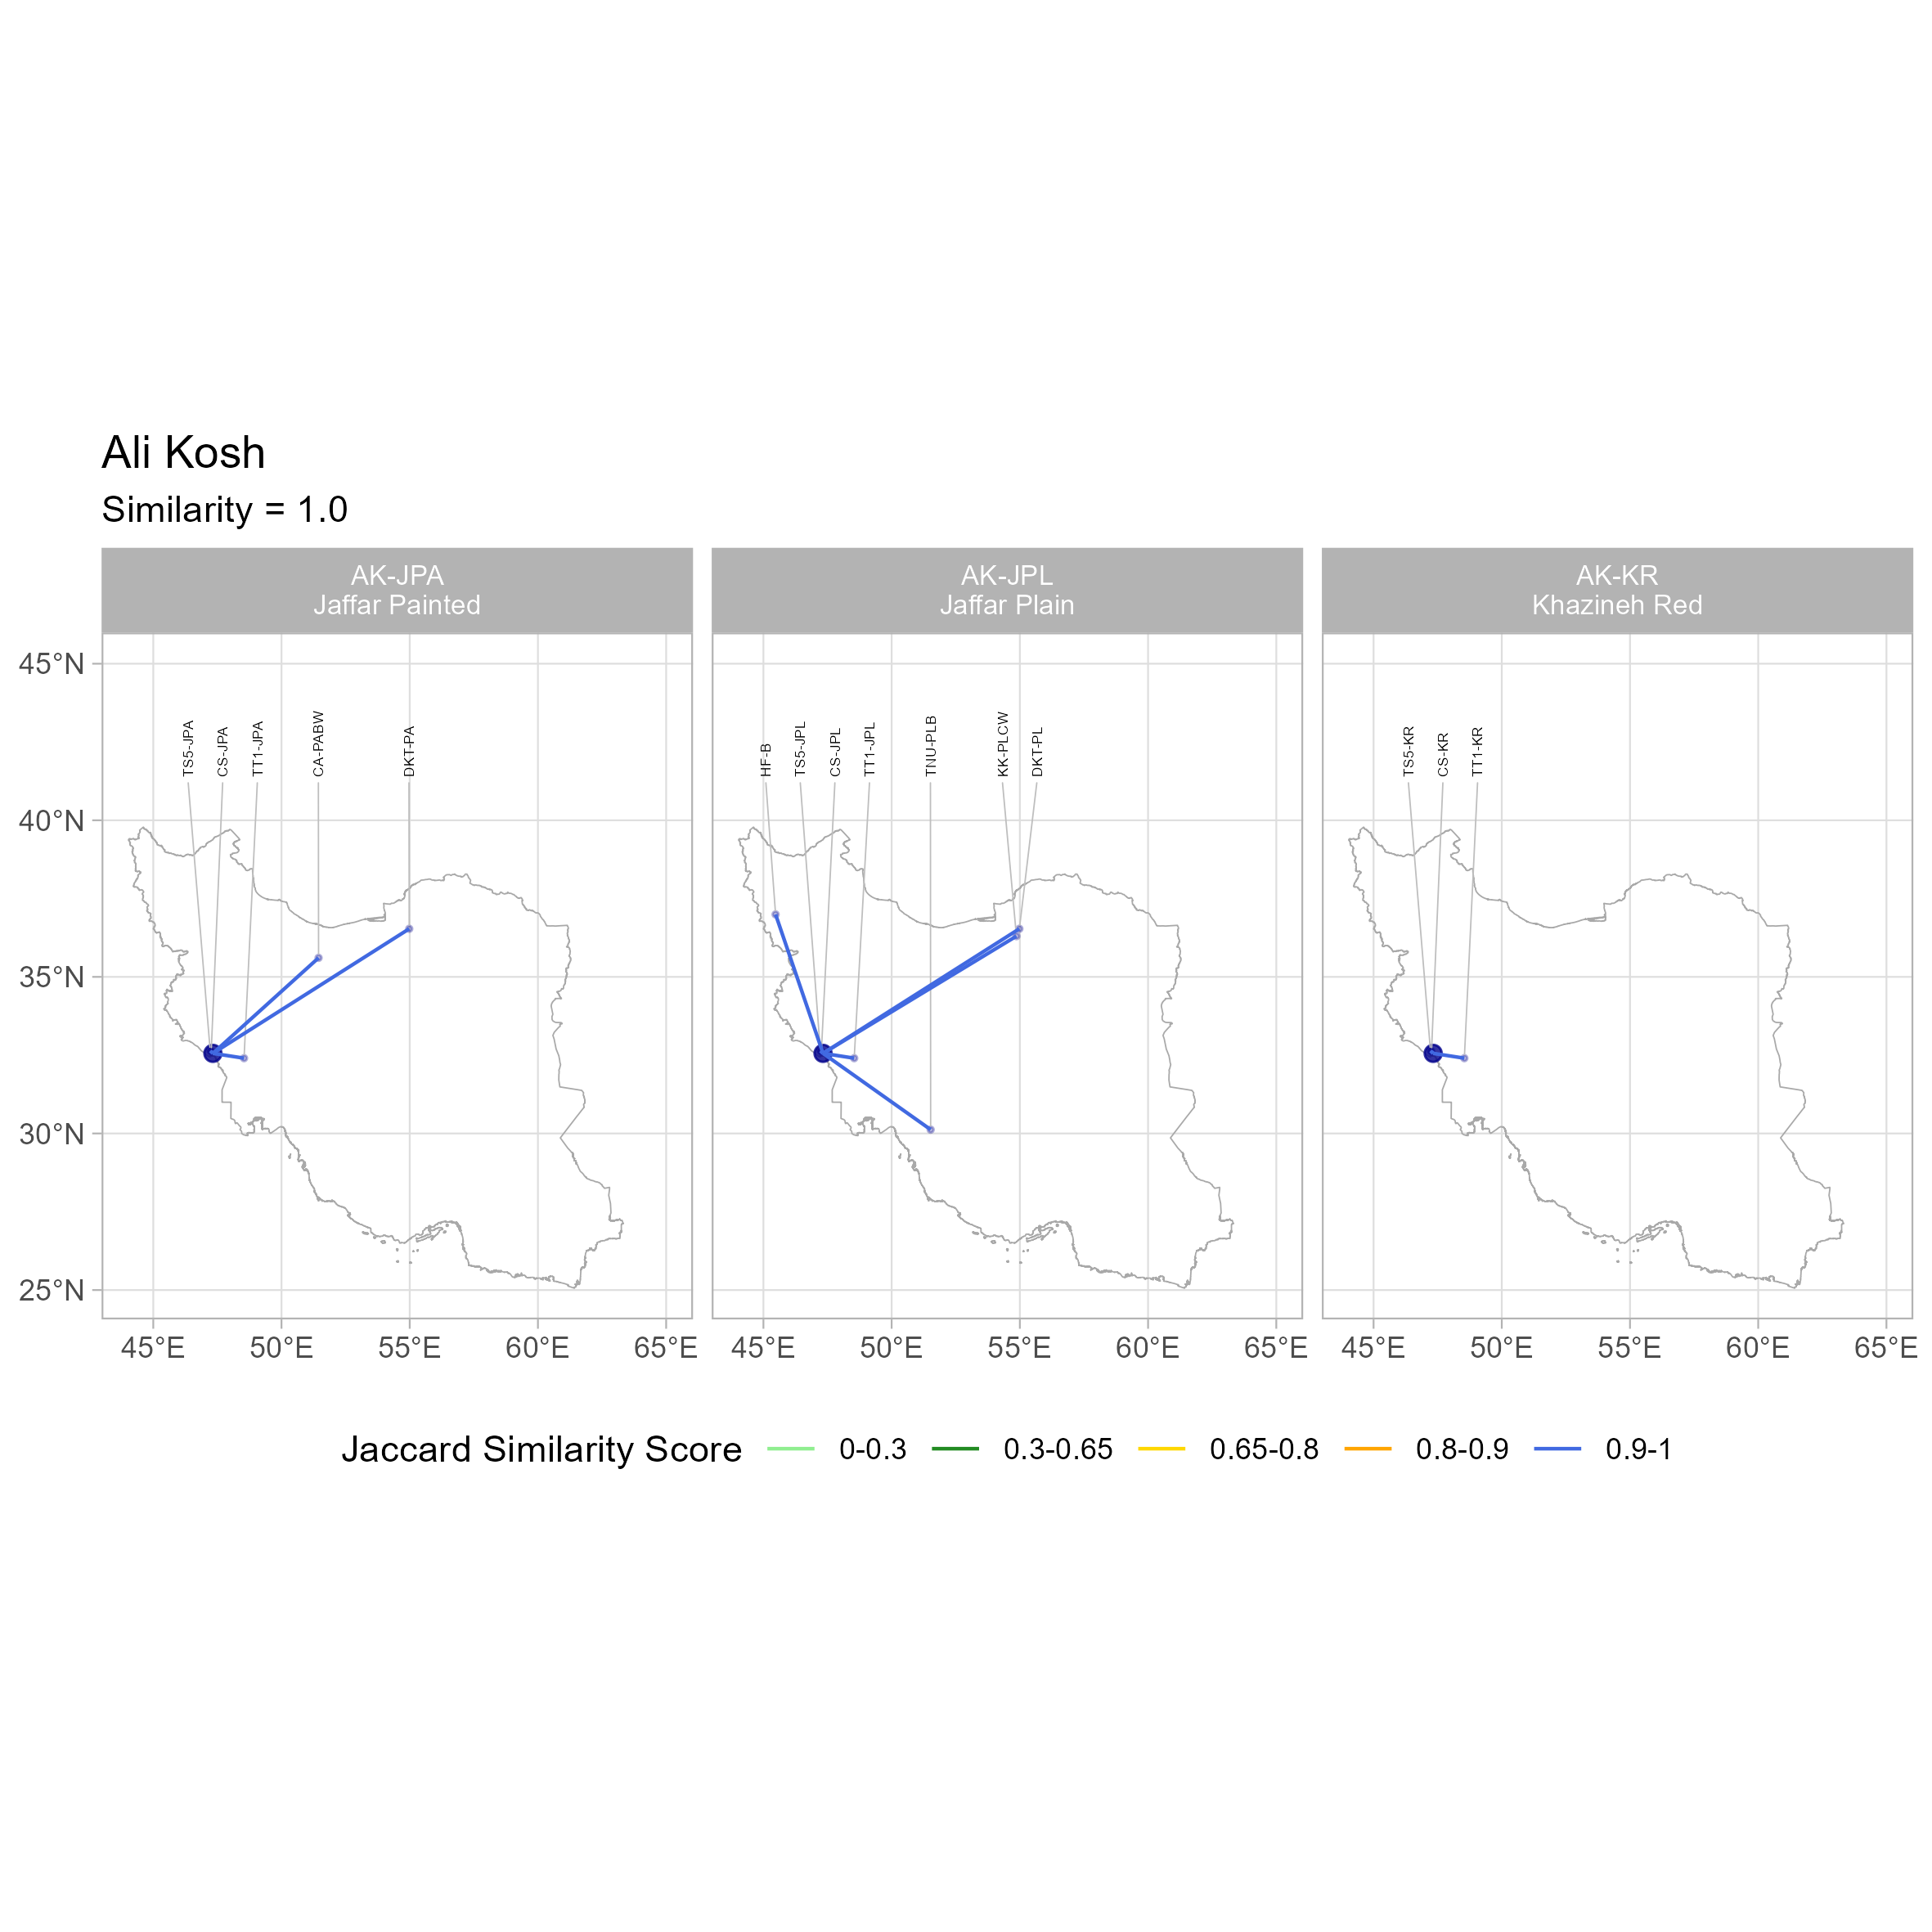 Ali Kosh
Similarity = 1.0
AK-JPA
Jaffar Painted
AK-JPL
Jaffar Plain
AK-KR
Khazineh Red
45°N
40°N
35°N
30°N
25°N
TS5-JPA
CS-JPA
TT1-JPA
CA-PABW
DKT-PA
HF-B
TS5-JPL
CS-JPL
TT1-JPL
TNU-PLB
KK-PLCW
DKT-PL
TS5-KR
CS-KR
TT1-KR
45°E 50°E 55°E 60°E 65°E
45°E 50°E 55°E 60°E 65°E
45°E 50°E 55°E 60°E 65°E
Jaccard Similarity Score 0-0.3 0.3-0.65 0.65-0.8 0.8-0.9 0.9-1